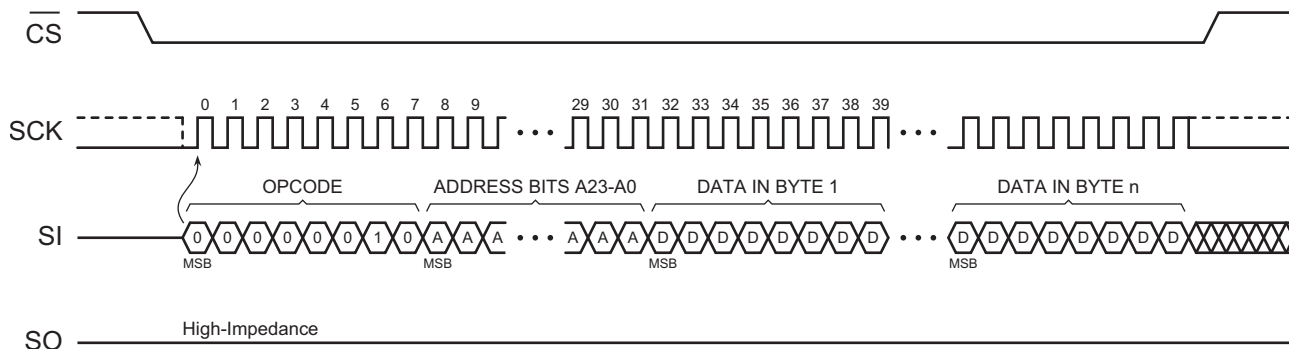 CS
0 1 2 3 4 5 6 7 8 9 29 30 31 32 33 34 35 36 37 38 39
SCK
OPCODE ADDRESS BITS A23-A0 DATA IN BYTE 1 DATA IN BYTE n
SI 0 0 0 0 0 0 1 0 A A A A A A D D D D D D D D D D D D D D D D
MSB MSB MSB MSB
High-Impedance
SO